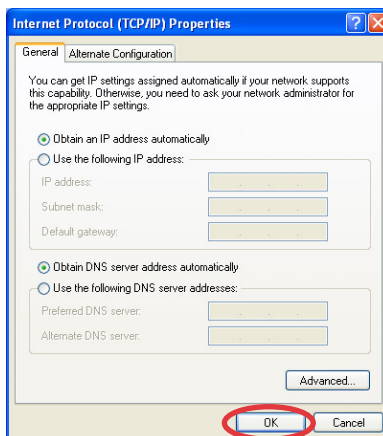 Internet Protocol (TCP/IP) Properties
General
Alternate Configuration
You can get IP settings assigned automatically if your network supports
this capability. Otherwise, you need to ask your network administrator for
the appropriate IP settings.
Obtain an IP address automatically
Use the following IP address:
IP address:
Subnet mask:
Default gateway:
Obtain DNS server address automatically
Use the following DNS server addresses:
Preferred DNS server:
Alternate DNS server:
Advanced...
OK
Cancel